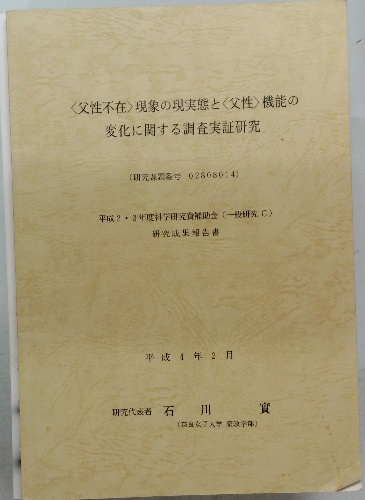 〈父性不在〉現象の現実態と〈父性〉機能の
変化に関する調査実証研究
(研究課題番号 02808014)
平成2・3年度科学研究費補助金(一般研究C)
研究成果報告書
平成4年2月
研究代表者 石川 實
(奈良女子大学 家政学部)